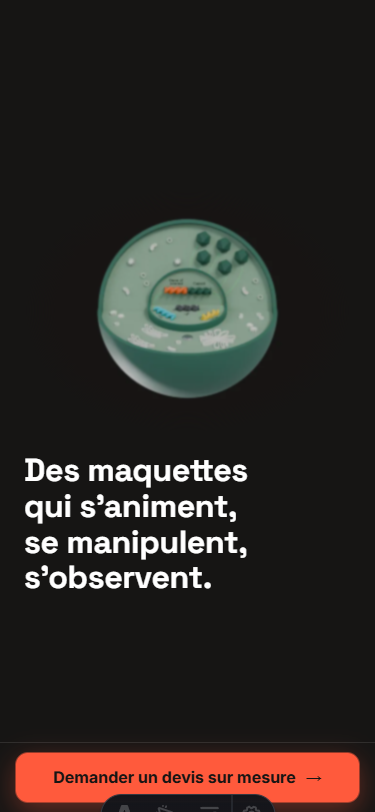 Des maquettes
qui s’animent,
se manipulent,
s’observent.
Demander un devis sur mesure →